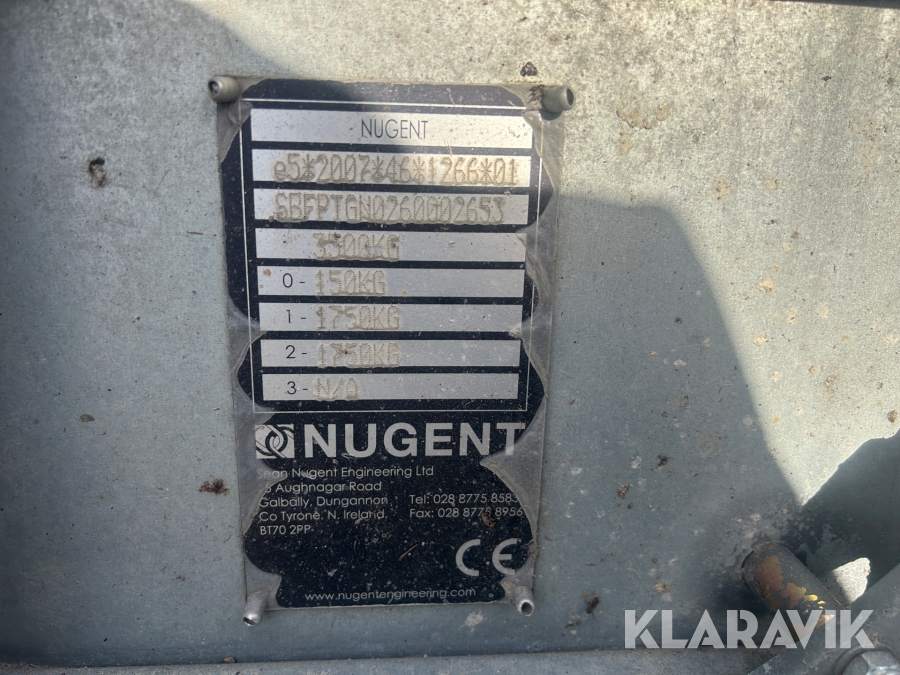 NUGENT
e5*2007*46*1266*01
SBFPTGN0260002653
3500KG
0- 150KG
1- 1750KG
2- 1750KG
3- N/A
NUGENT
Nugent Engineering Ltd
Aughnagar Road
Galbally, Dungannon
Co Tyrone, N. Ireland.
BT70 2PP
Tel: 028 8775 8583
Fax: 028 8775 8956
CE
www.nugentengineering.com
KLARAVIK